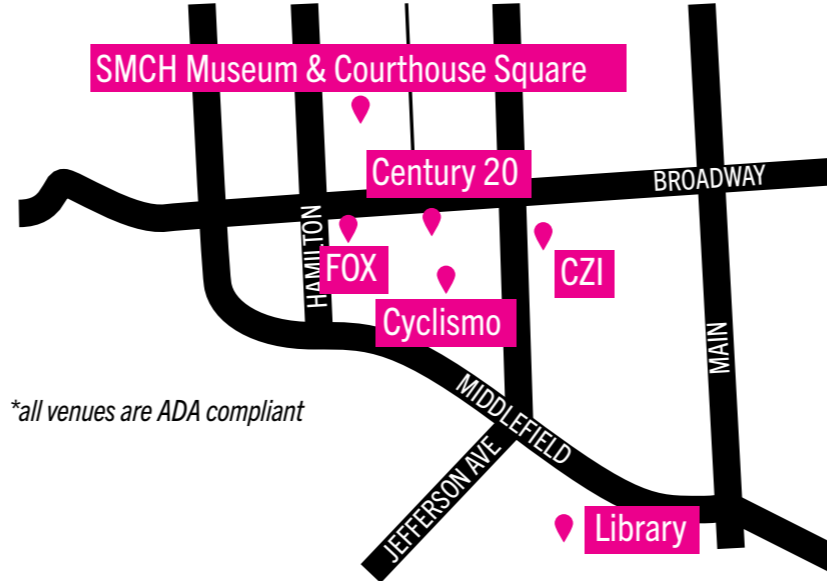 SMCH Museum & Courthouse Square
Century 20
BROADWAY
HAMILTON
FOX
CZI
Cyclismo
MAIN
*all venues are ADA compliant
MIDDLEFIELD
JEFFERSON AVE
Library